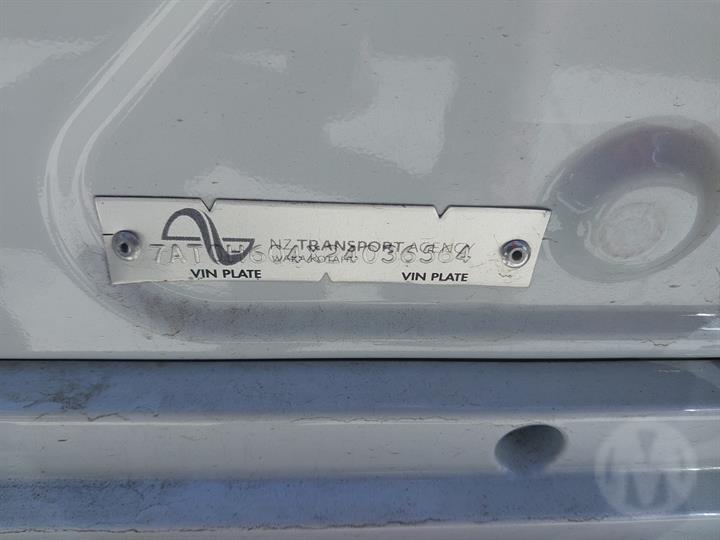 NZ TRANSPORT AGENCY
WAKA KOTAHI
VIN PLATE VIN PLATE
M